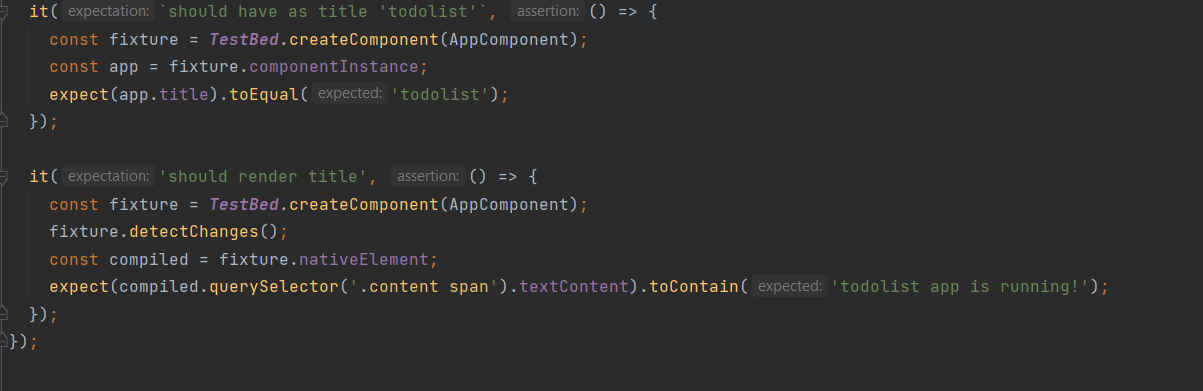 it( expectation: `should have as title 'todolist'`, assertion: () => {
const fixture = TestBed.createComponent(AppComponent);
const app = fixture.componentInstance;
expect(app.title).toEqual( expected: 'todolist');
});
it( expectation: 'should render title', assertion: () => {
const fixture = TestBed.createComponent(AppComponent);
fixture.detectChanges();
const compiled = fixture.nativeElement;
expect(compiled.querySelector('.content span').textContent).toContain( expected: 'todolist app is running!');
});
});